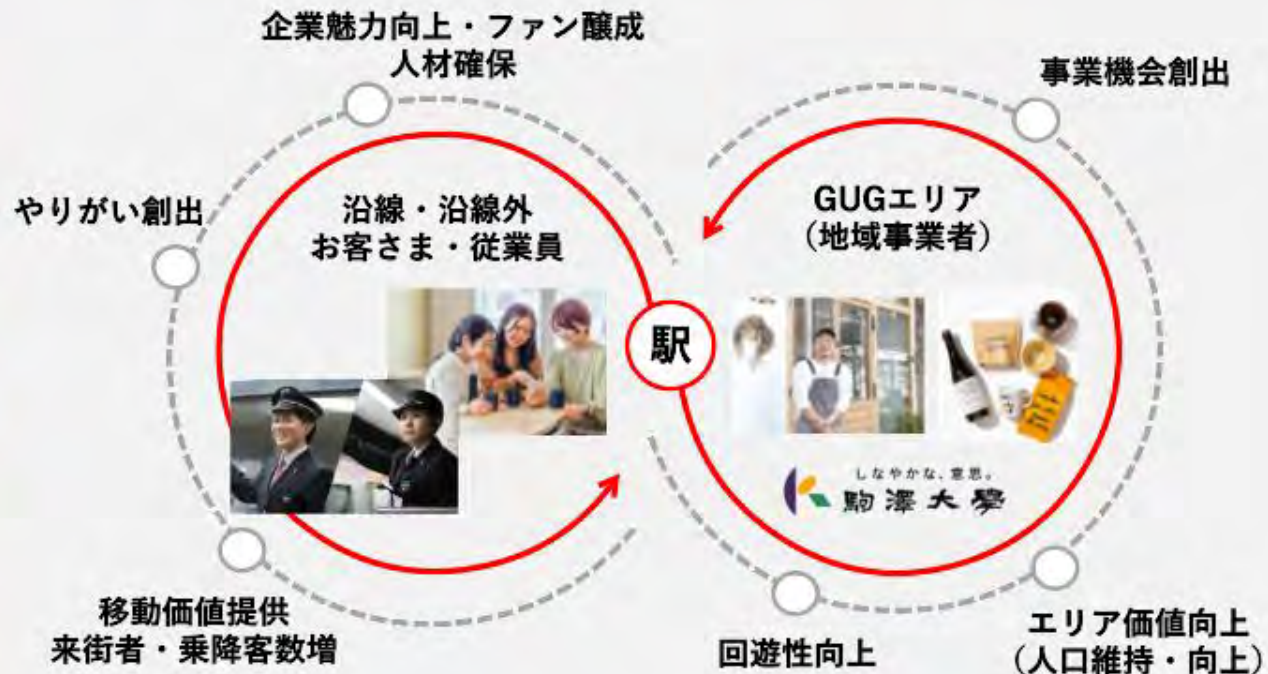 企業魅力向上・ファン醸成
人材確保
事業機会創出
やりがい創出
沿線・沿線外
お客さま・従業員
GUGエリア
（地域事業者）
駅
しなやかな、意思。
駒澤大學
移動価値提供
来街者・乗降客数増
回遊性向上
エリア価値向上
（人口維持・向上）